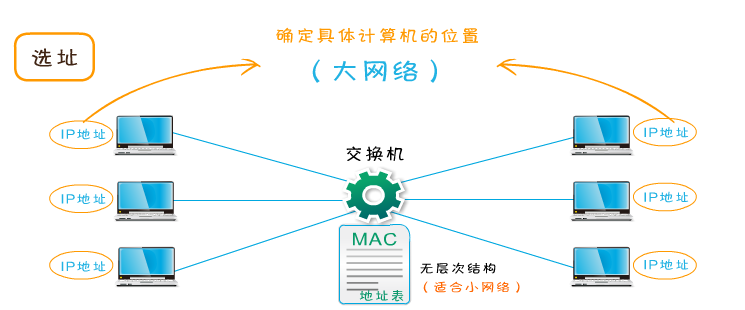 选址
确定具体计算机的位置
（大网络）
IP地址
IP地址
交换机
IP地址
IP地址
MAC
地址表
无层次结构
（适合小网络）
IP地址
IP地址